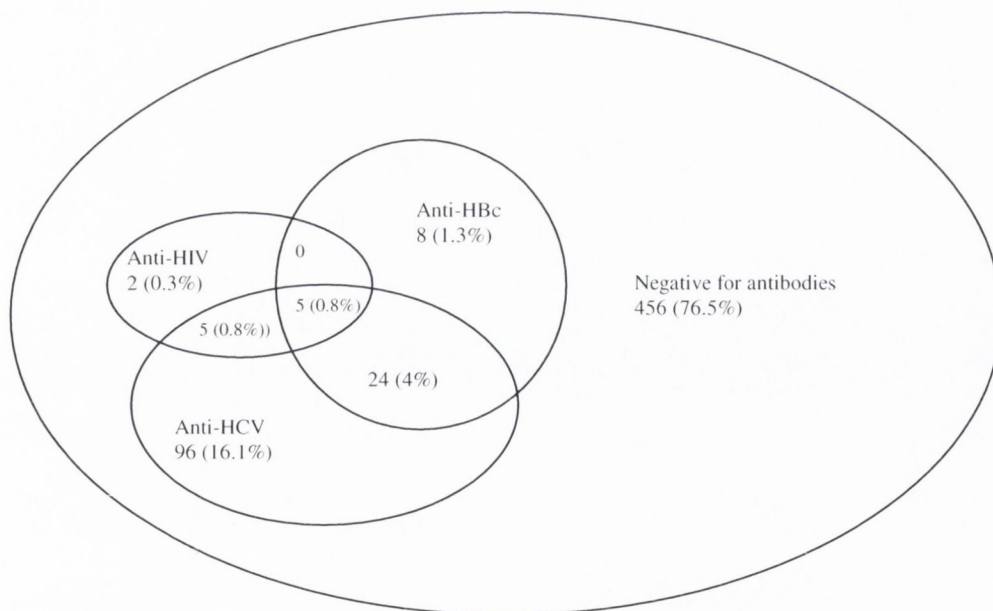 Anti-HBc
8 (1.3%)
Anti-HIV
2 (0.3%)
0
5 (0.8%)
5 (0.8%))
Negative for antibodies
456 (76.5%)
24 (4%)
Anti-HCV
96 (16.1%)